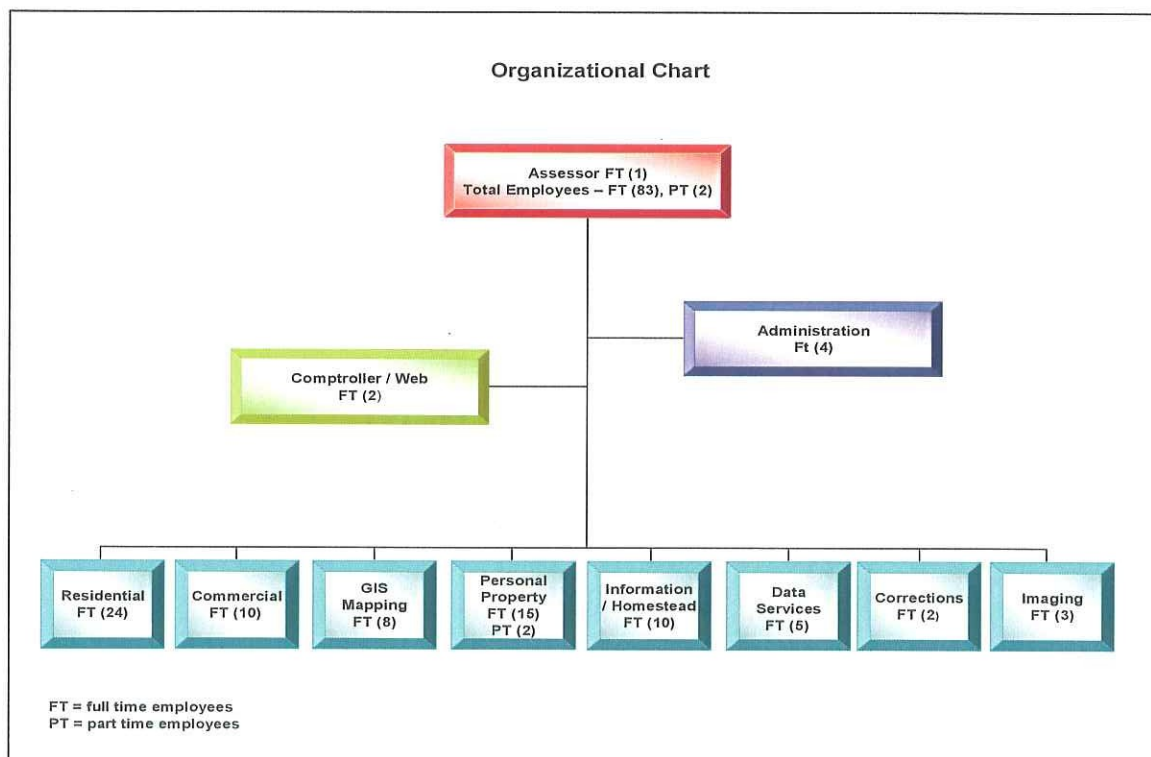 Organizational Chart
Assessor FT (1)
Total Employees – FT (83), PT (2)
Administration
Ft (4)
Comptroller / Web
FT (2)
Residential
FT (24)
Commercial
FT (10)
GIS
Mapping
FT (8)
Personal
Property
FT (15)
PT (2)
Information
/ Homestead
FT (10)
Data
Services
FT (5)
Corrections
FT (2)
Imaging
FT (3)
FT = full time employees
PT = part time employees